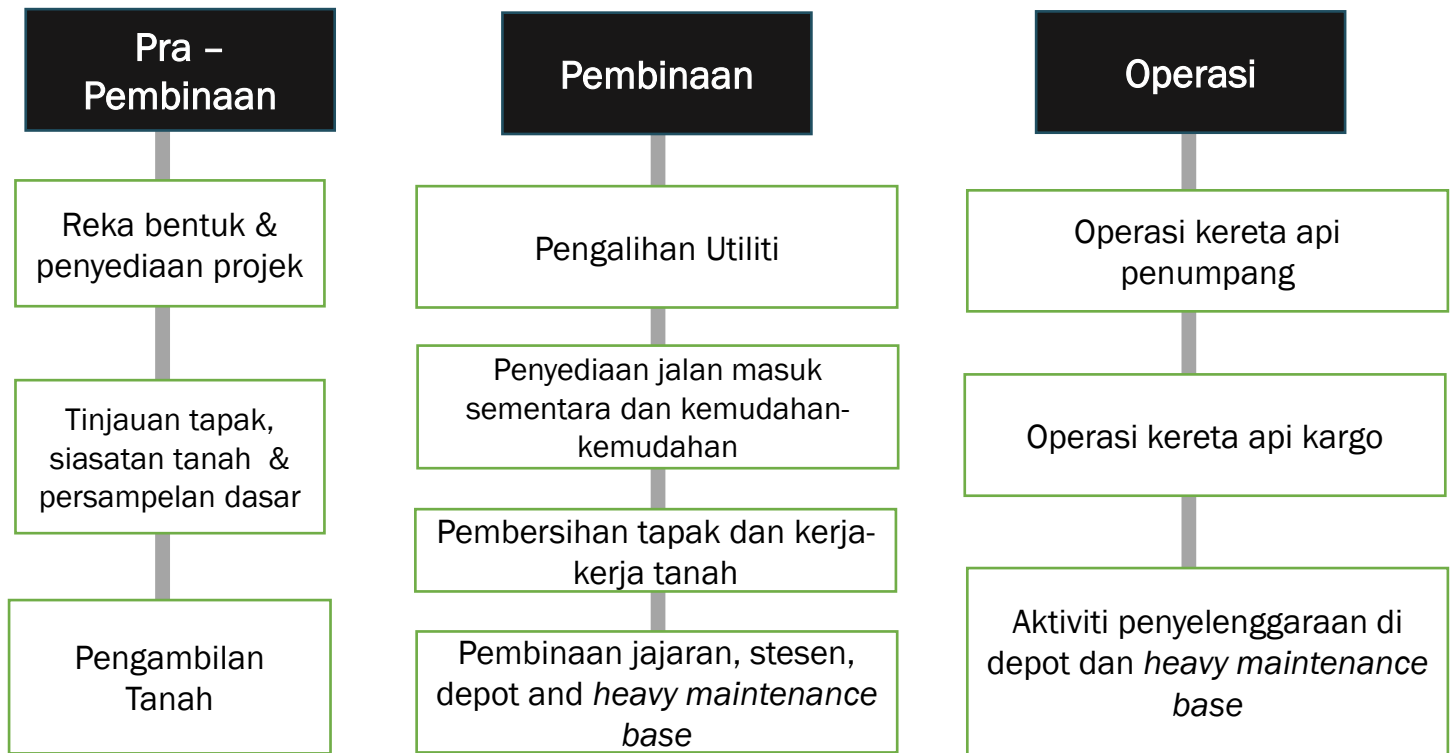 Pra –
Pembinaan
Reka bentuk &
penyediaan projek
Tinjauan tapak,
siasatan tanah &
persampelan dasar
Pengambilan
Tanah
Pembinaan
Pengalihan Utiliti
Penyediaan jalan masuk
sementara dan kemudahan-
kemudahan
Pembersihan tapak dan kerja-
kerja tanah
Pembinaan jajaran, stesen,
depot and heavy maintenance
base
Operasi
Operasi kereta api
penumpang
Operasi kereta api kargo
Aktiviti penyelenggaraan di
depot dan heavy maintenance
base